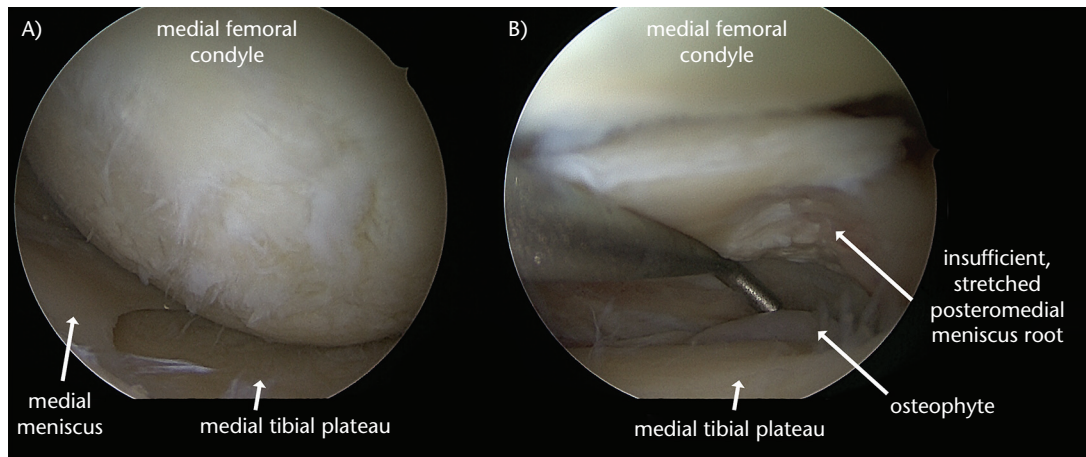 A)
medial femoral
condyle
medial
meniscus
medial tibial plateau
B)
medial femoral
condyle
insufficient,
stretched
posteromedial
meniscus root
osteophyte
medial tibial plateau